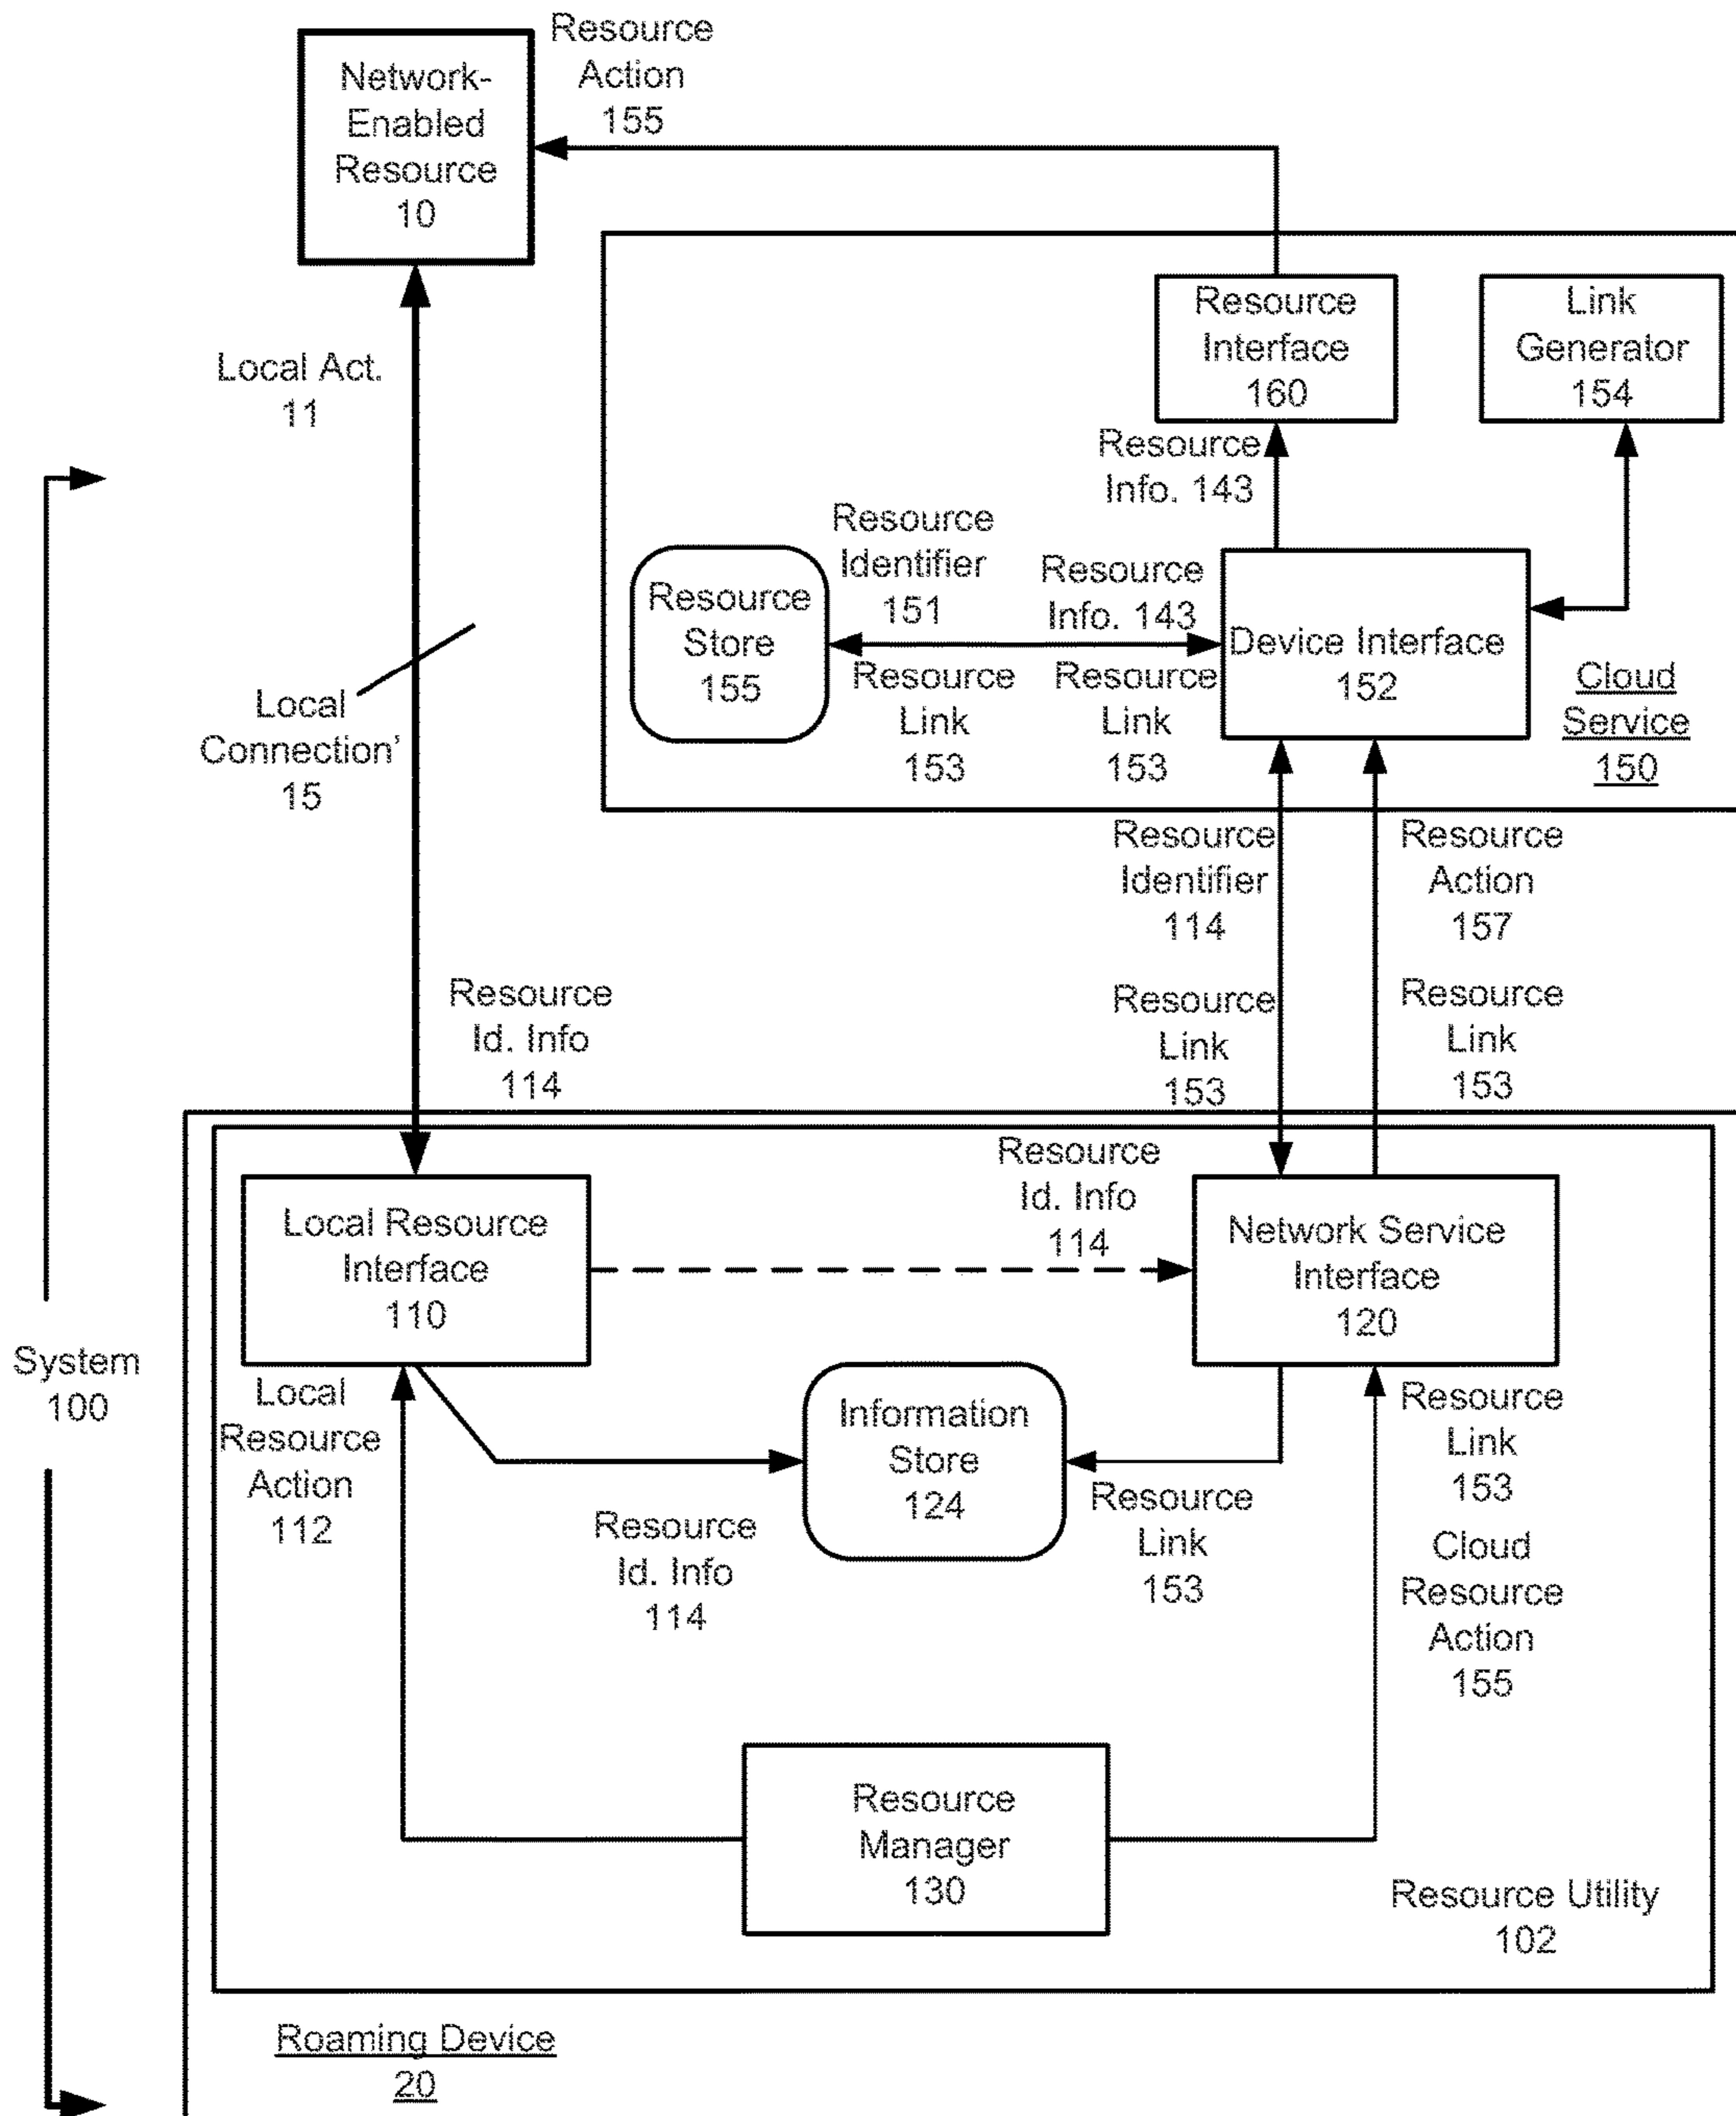 Resource
Action
155
Network-
Enabled
Resource
10
Resource
Interface
160
Link
Generator
154
Local Act.
11
Resource
Info. 143
Resource
Identifier
151
Resource
Info. 143
Resource
Store
155
Device Interface
152
Resource
Link
153
Resource
Link
153
Cloud
Service
150
Local
Connection'
15
Resource
Identifier
114
Resource
Action
157
Resource
Id. Info
114
Resource
Link
153
Resource
Link
153
Resource
Id. Info
114
Local Resource
Interface
110
Network Service
Interface
120
System
100
Local
Resource
Action
112
Information
Store
124
Resource
Link
153
Resource
Link
153
Resource
Id. Info
114
Cloud
Resource
Action
155
Resource
Manager
130
Resource Utility
102
Roaming Device
20